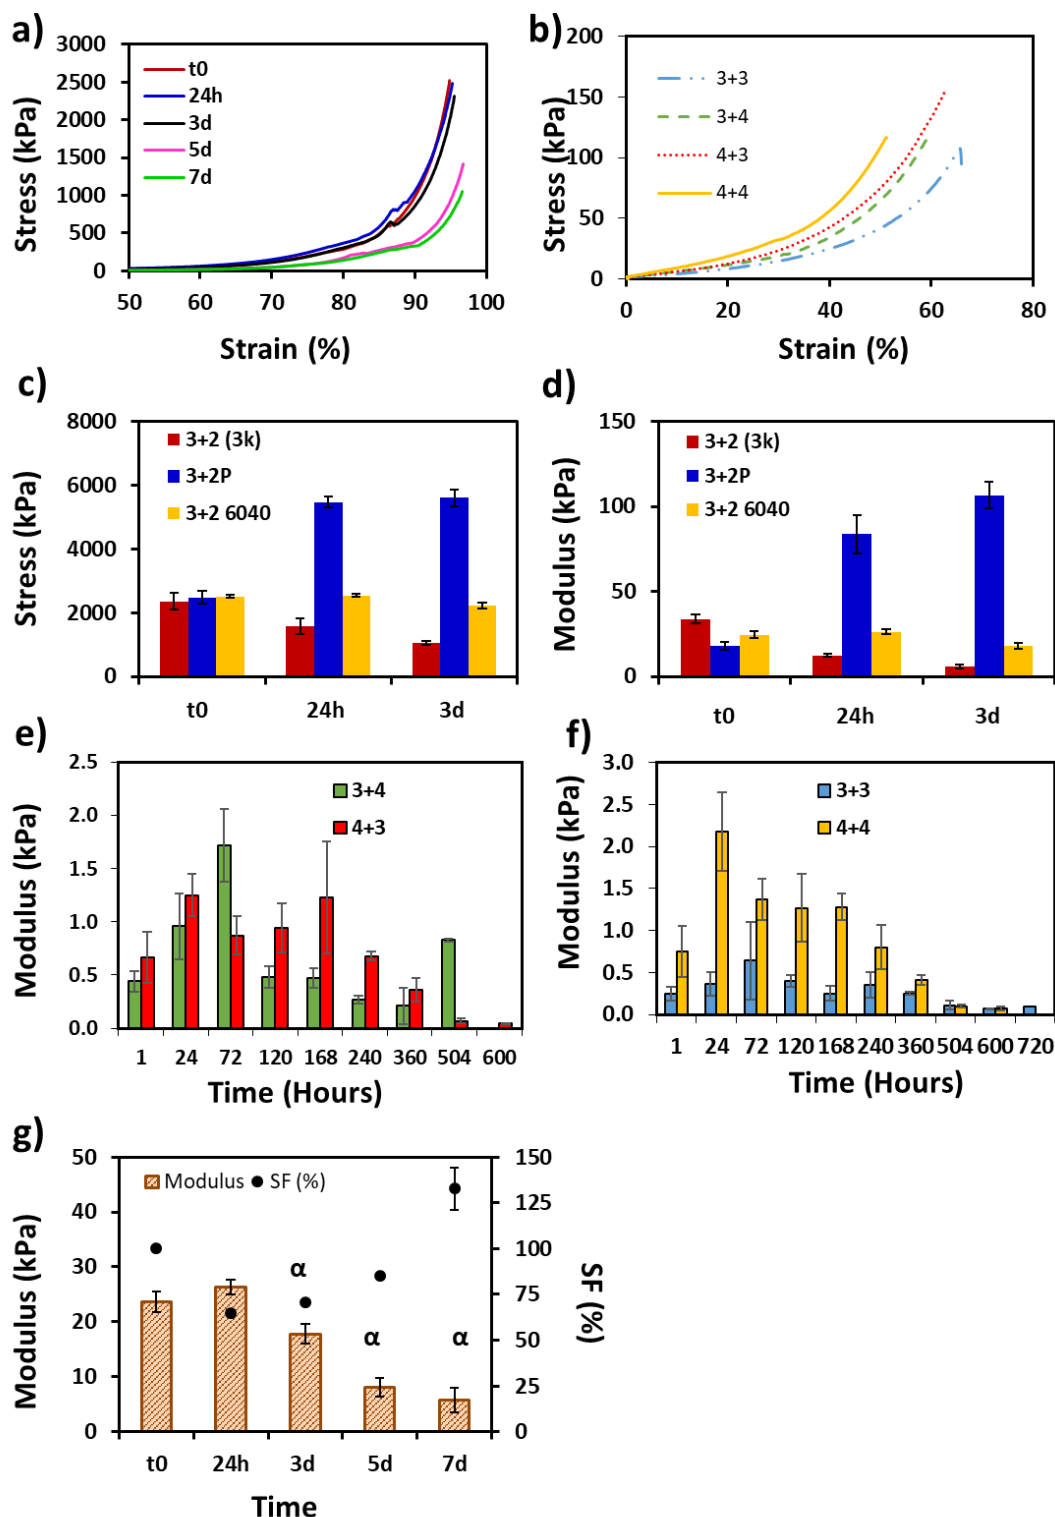 a)
Stress (kPa)
3000
2500
2000
1500
1000
500
0
t0
24h
3d
5d
7d
50 60 70 80 90 100
Strain (%)
b)
Stress (kPa)
200
150
100
50
0
3+3
3+4
4+3
4+4
0 20 40 60 80
Strain (%)
c)
Stress (kPa)
8000
6000
4000
2000
0
3+2 (3k)
3+2P
3+2 6040
t0 24h 3d
d)
Modulus (kPa)
150
100
50
0
3+2 (3k)
3+2P
3+2 6040
t0 24h 3d
e)
Modulus (kPa)
2.5
2.0
1.5
1.0
0.5
0.0
3+4
4+3
1 24 72 120 168 240 360 504 600
Time (Hours)
f)
Modulus (kPa)
3.0
2.5
2.0
1.5
1.0
0.5
0.0
3+3
4+4
1 24 72 120 168 240 360 504 600 720
Time (Hours)
g)
Modulus (kPa)
50
40
30
20
10
0
Modulus SF (%)
α
α
α
150
125
100
75
50
25
0
SF (%)
t0 24h 3d 5d 7d
Time